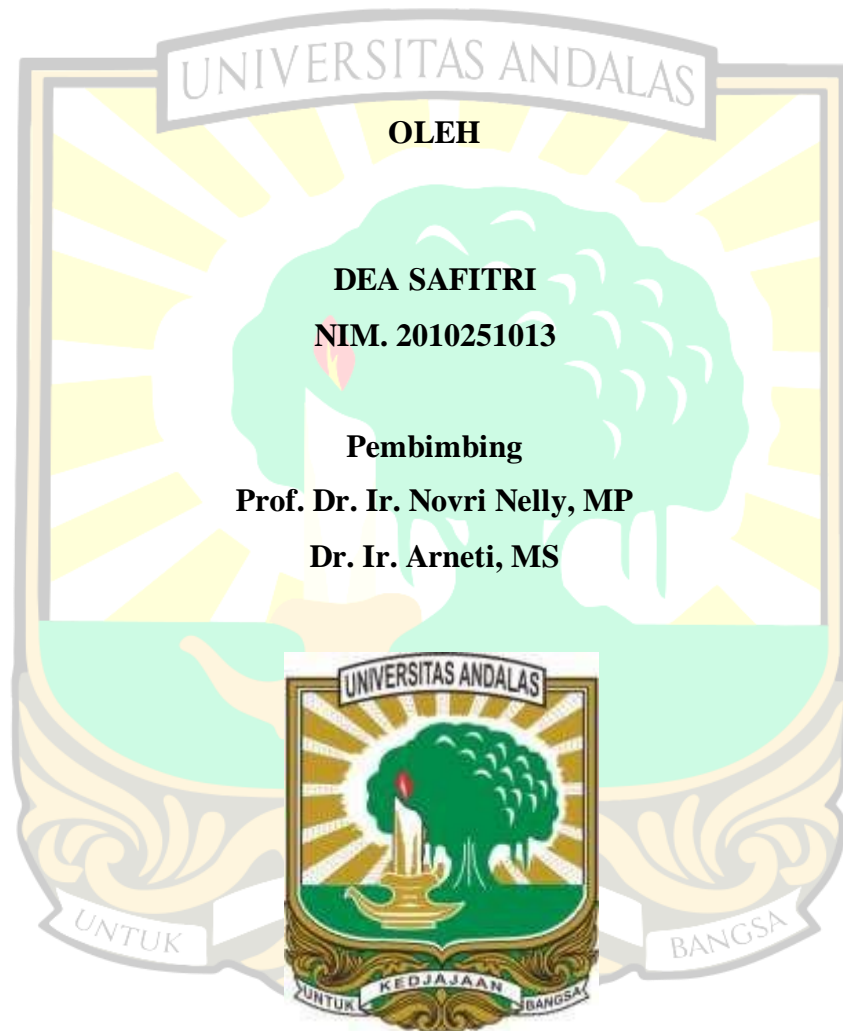 UNIVERSITAS ANDALAS
OLEH
DEA SAFITRI
NIM. 2010251013
Pembimbing
Prof. Dr. Ir. Novri Nelly, MP
Dr. Ir. Arneti, MS
UNIVERSITAS ANDALAS
UNTUK KEDJAJAAN BANGSA
UNTUK BANGSA